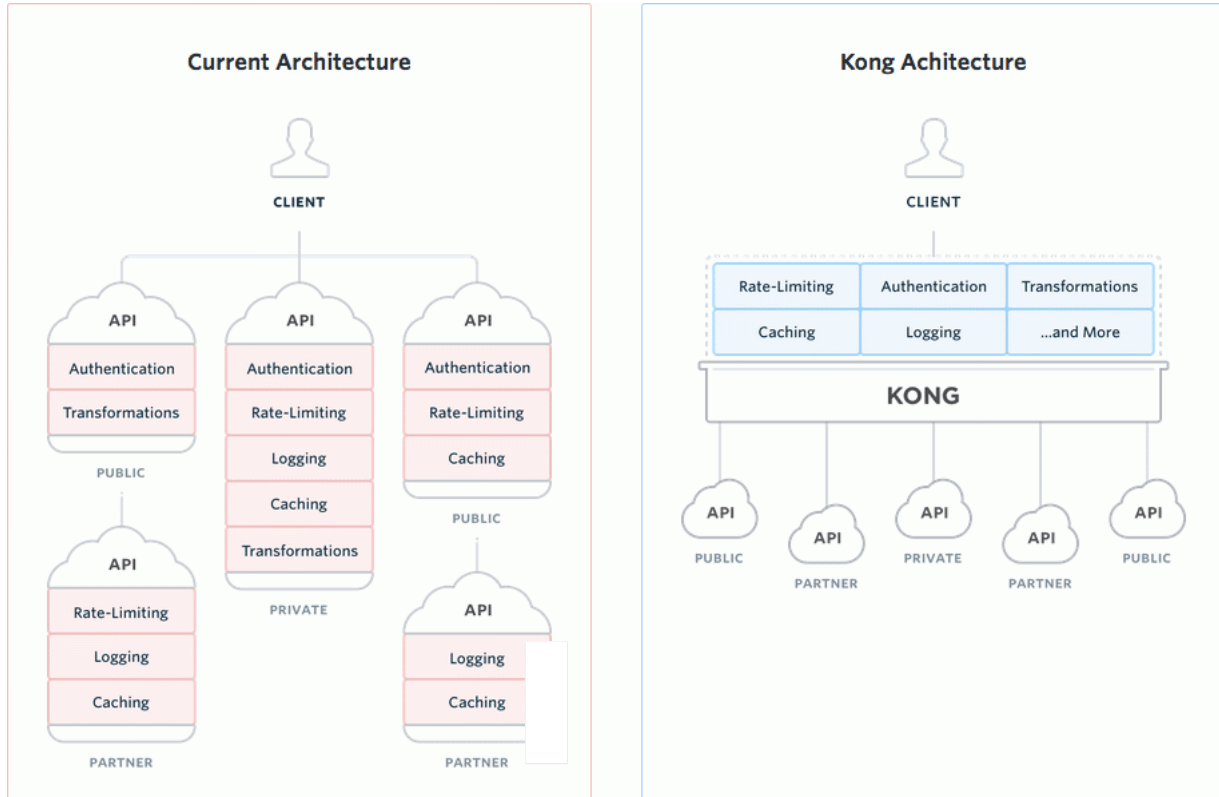 Current Architecture
CLIENT
API
Authentication
Transformations
PUBLIC
API
Rate-Limiting
Logging
Caching
PARTNER
API
Authentication
Rate-Limiting
Logging
Caching
Transformations
PRIVATE
API
Authentication
Rate-Limiting
Caching
PUBLIC
API
Logging
Caching
PARTNER
Kong Achitecture
CLIENT
Rate-Limiting
Authentication
Transformations
Caching
Logging
...and More
KONG
API
PUBLIC
API
PARTNER
API
PRIVATE
API
PARTNER
API
PUBLIC